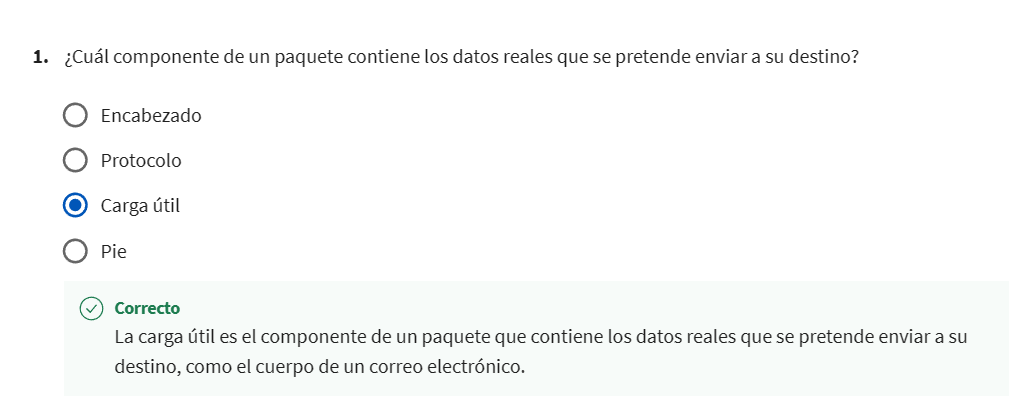 1. ¿Cuál componente de un paquete contiene los datos reales que se pretende enviar a su destino?
Encabezado
Protocolo
Carga útil
Pie
Correcto
La carga útil es el componente de un paquete que contiene los datos reales que se pretende enviar a su
destino, como el cuerpo de un correo electrónico.